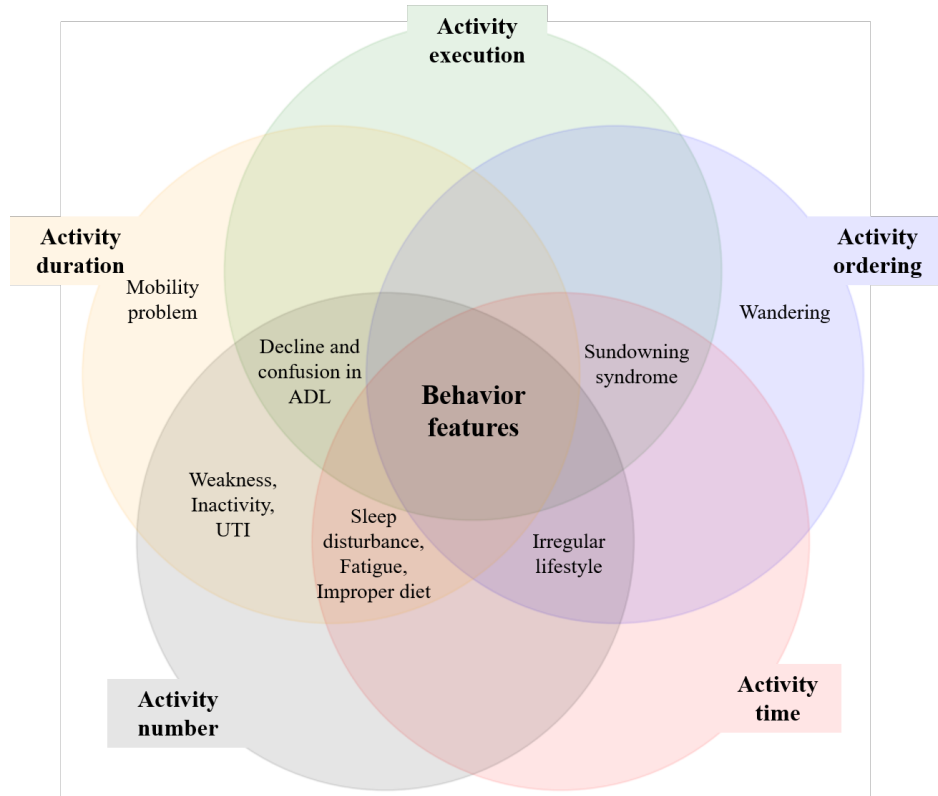 Activity
execution
Activity
duration
Activity
ordering
Mobility
problem
Wandering
Decline and
confusion in
ADL
Sundowning
syndrome
Behavior
features
Weakness,
Inactivity,
UTI
Sleep
disturbance,
Fatigue,
Improper diet
Irregular
lifestyle
Activity
number
Activity
time